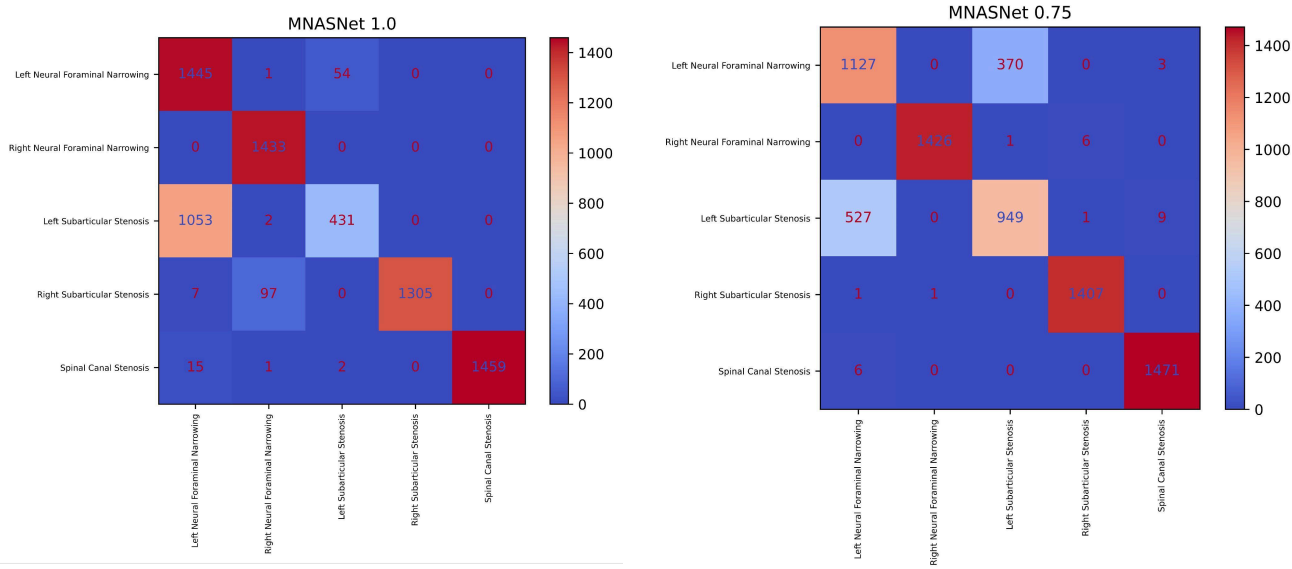 MNASNet 1.0
Left Neural Foraminal Narrowing 1445 1 54 0 0
Right Neural Foraminal Narrowing 0 1433 0 0 0
Left Subarticular Stenosis 1053 2 431 0 0
Right Subarticular Stenosis 7 97 0 1305 0
Spinal Canal Stenosis 15 1 2 0 1459
Left Neural Foraminal Narrowing
Right Neural Foraminal Narrowing
Left Subarticular Stenosis
Right Subarticular Stenosis
Spinal Canal Stenosis
1400
1200
1000
800
600
400
200
0
MNASNet 0.75
Left Neural Foraminal Narrowing 1127 0 370 0 3
Right Neural Foraminal Narrowing 0 1426 1 6 0
Left Subarticular Stenosis 527 0 949 1 9
Right Subarticular Stenosis 1 1 0 1407 0
Spinal Canal Stenosis 6 0 0 0 1471
Left Neural Foraminal Narrowing
Right Neural Foraminal Narrowing
Left Subarticular Stenosis
Right Subarticular Stenosis
Spinal Canal Stenosis
1400
1200
1000
800
600
400
200
0